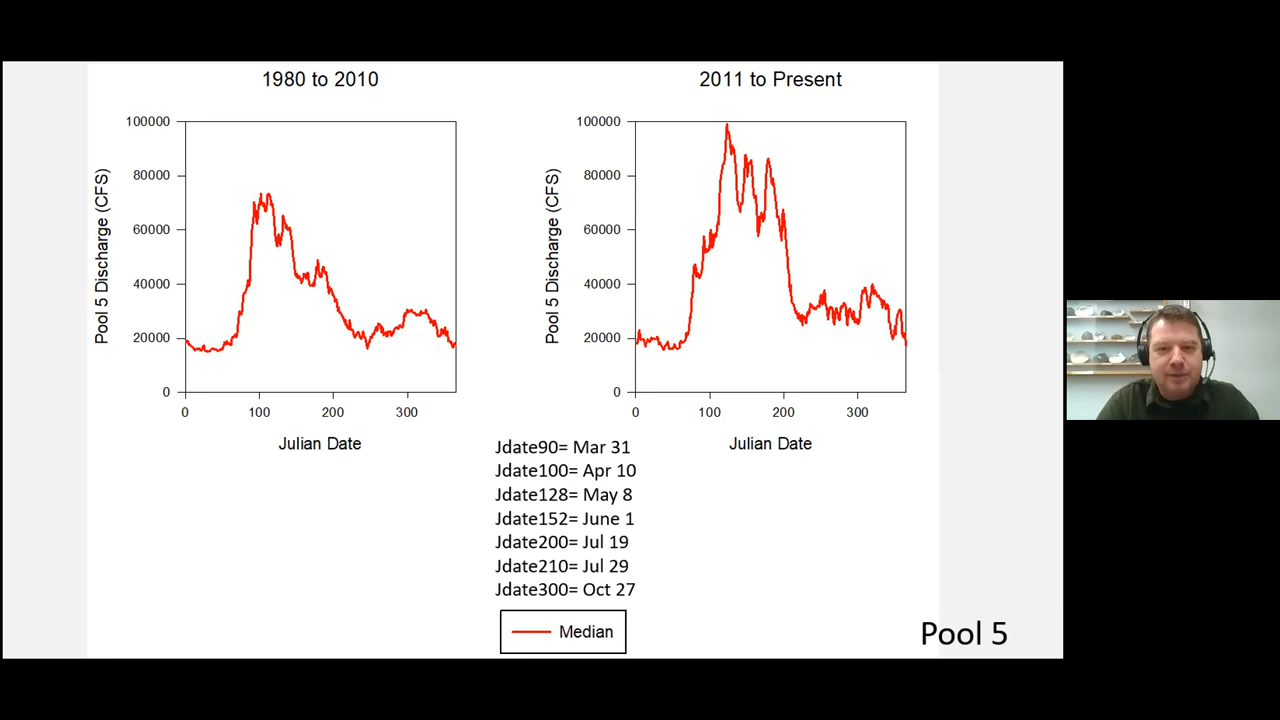 1980 to 2010
2011 to Present
100000
80000
60000
40000
20000
0
Pool 5 Discharge (CFS)
0
100
200
300
Julian Date
100000
80000
60000
40000
20000
0
Pool 5 Discharge (CFS)
0
100
200
300
Julian Date
Jdate90= Mar 31
Jdate100= Apr 10
Jdate128= May 8
Jdate152= June 1
Jdate200= Jul 19
Jdate210= Jul 29
Jdate300= Oct 27
Median
Pool 5